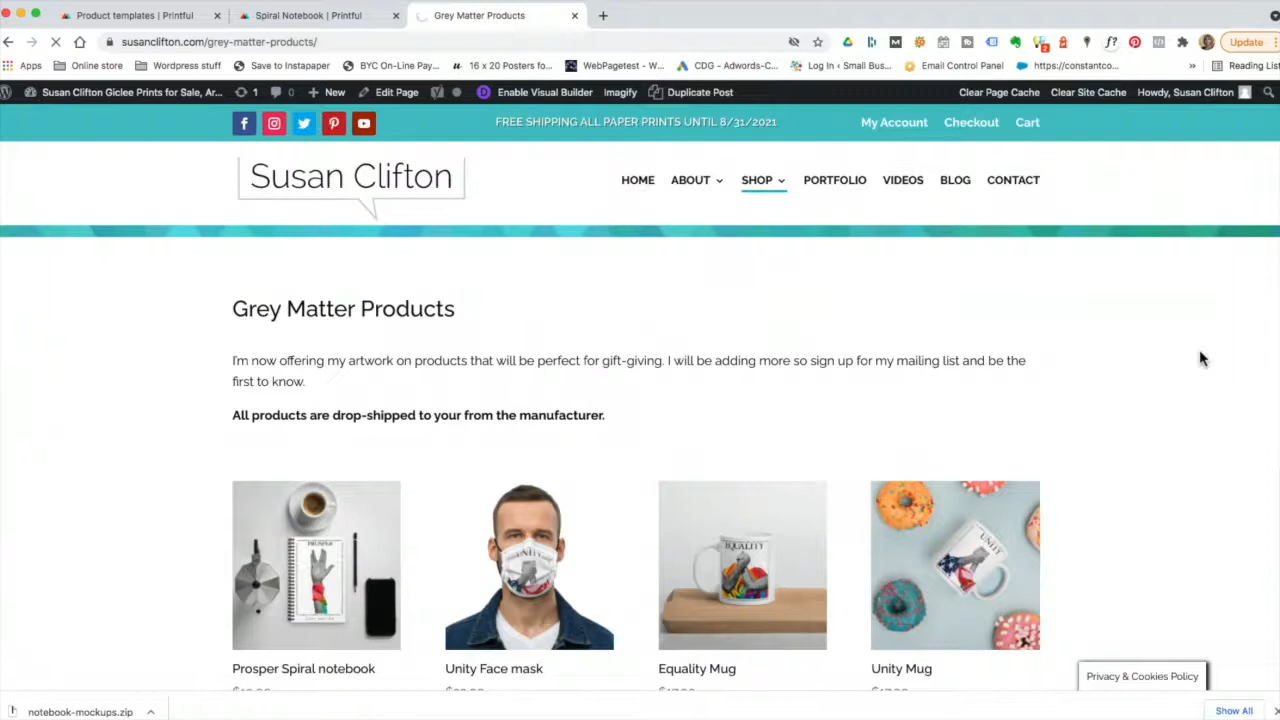 Product templates | Printful
Spiral Notebook | Printful
Grey Matter Products
susanclifton.com/grey-matter-products/
Update
Apps
Online store
Wordpress stuff
Save to Instapaper
BYC On-Line Pay...
16 x 20 Posters fo...
WebPagetest - W...
CDG - Adwords-C...
Log In < Small Bus...
Email Control Panel
https://constantco...
Reading List
Susan Clifton Giclee Prints for Sale, Ar...
1
0
New
Edit Page
Enable Visual Builder
Imagify
Duplicate Post
Clear Page Cache
Clear Site Cache
Howdy, Susan Clifton
FREE SHIPPING ALL PAPER PRINTS UNTIL 8/31/2021
My Account
Checkout
Cart
Susan Clifton
HOME
ABOUT
SHOP
PORTFOLIO
VIDEOS
BLOG
CONTACT
Grey Matter Products
I'm now offering my artwork on products that will be perfect for gift-giving. I will be adding more so sign up for my mailing list and be the
first to know.
All products are drop-shipped to your from the manufacturer.
PROSPER
UNITY
EQUALITY
UNITY
Prosper Spiral notebook
Unity Face mask
Equality Mug
Unity Mug
Privacy & Cookies Policy
notebook-mockups.zip
Show All